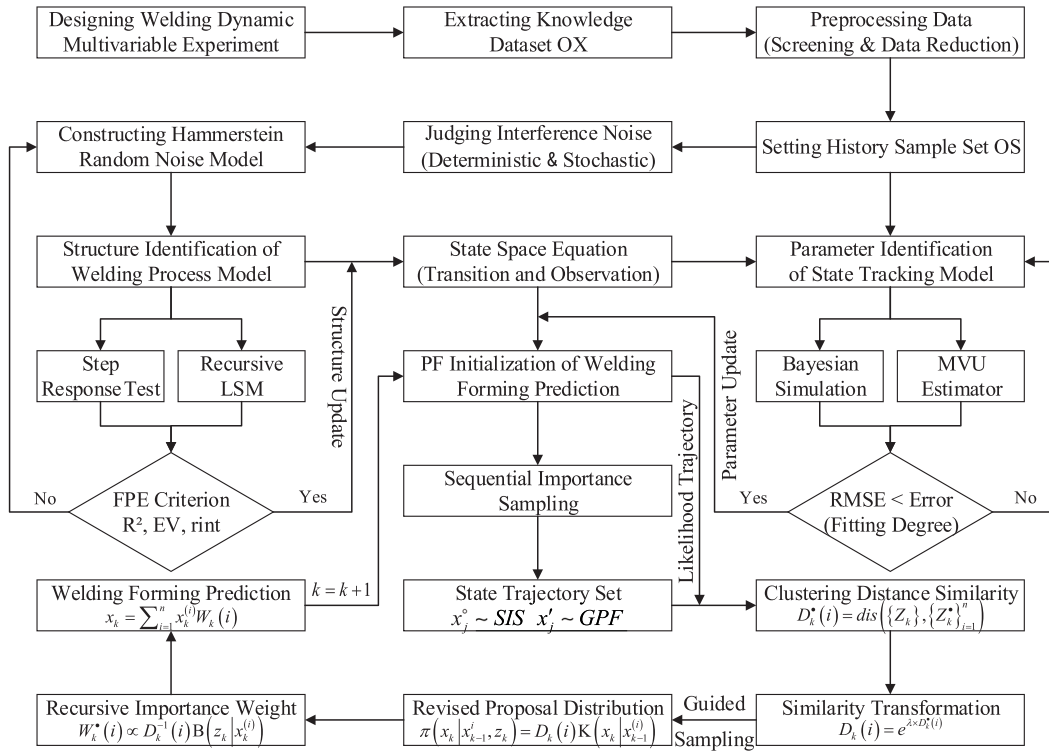 Designing Welding Dynamic
Multivariable Experiment
Extracting Knowledge
Dataset OX
Preprocessing Data
(Screening & Data Reduction)
Constructing Hammerstein
Random Noise Model
Judging Interference Noise
(Deterministic & Stochastic)
Setting History Sample Set OS
Structure Identification of
Welding Process Model
State Space Equation
(Transition and Observation)
Parameter Identification
of State Tracking Model
Step
Response Test
Recursive
LSM
Structure Update
PF Initialization of Welding
Forming Prediction
Likelihood Trajectory
Parameter Update
Bayesian
Simulation
MVU
Estimator
No
FPE Criterion
R², EV, rint
Yes
Sequential Importance
Sampling
Yes
RMSE < Error
(Fitting Degree)
No
Welding Forming Prediction
x_k = ∑_{i=1}^{n} x_k^{(i)} W_k(i)
k = k+1
State Trajectory Set
x_j^° ~ SIS x′_j ~ GPF
Clustering Distance Similarity
D_k^•(i) = dis({Z_k},{Z_k^•}_{i=1}^n)
Recursive Importance Weight
W_k^•(i) ∝ D_k^{-1}(i)B(z_k|x_k^{(i)})
Revised Proposal Distribution
π(x_k|x_{k-1}^i, z_k) = D_k(i)K(x_k|x_{k-1}^{(i)})
Guided
Sampling
Similarity Transformation
D_k(i) = e^{λ×D_k^•(i)}